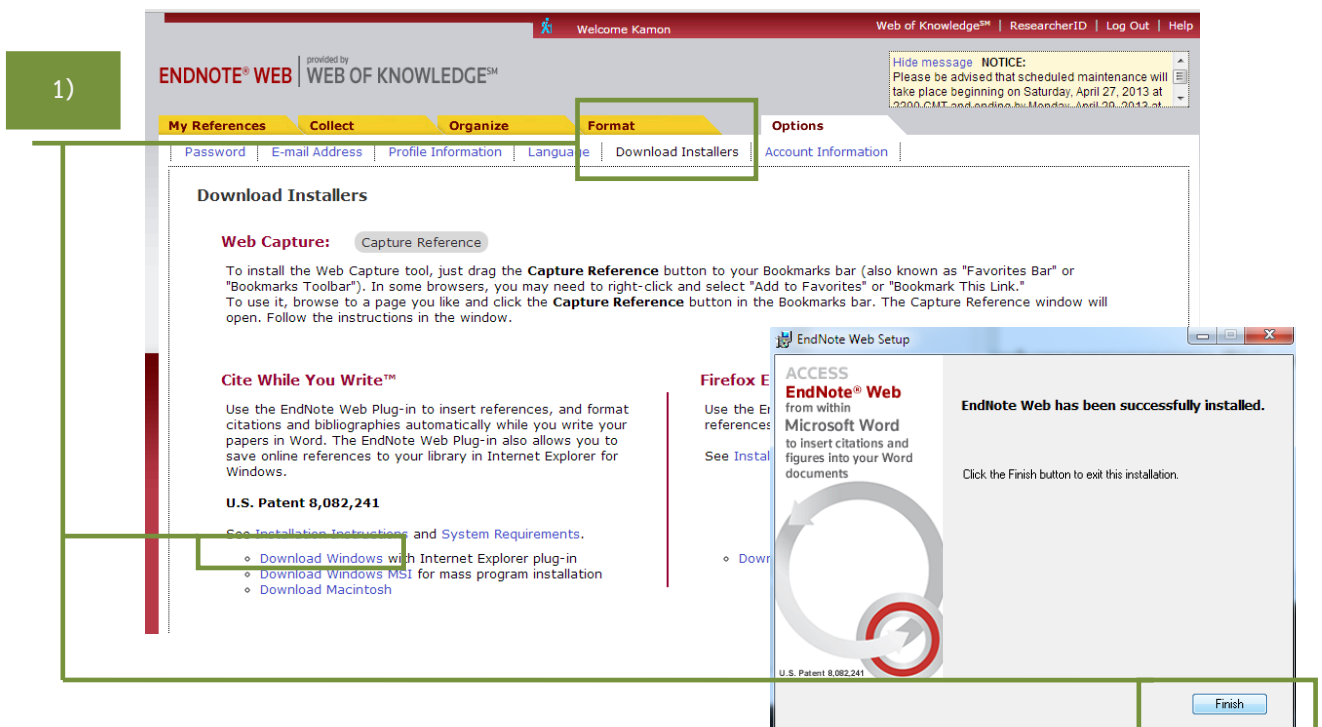 1)
Welcome Kamon
Web of Knowledge℠ | ResearcherID | Log Out | Help
ENDNOTE® WEB
provided by
WEB OF KNOWLEDGE℠
Hide message NOTICE:
Please be advised that scheduled maintenance will
take place beginning on Saturday, April 27, 2013 at
2200 GMT and ending by Monday, April 29, 2013 at
My References Collect Organize Format Options
Password E-mail Address Profile Information Language Download Installers Account Information
Download Installers
Web Capture: Capture Reference
To install the Web Capture tool, just drag the Capture Reference button to your Bookmarks bar (also known as "Favorites Bar" or
"Bookmarks Toolbar"). In some browsers, you may need to right-click and select "Add to Favorites" or "Bookmark This Link."
To use it, browse to a page you like and click the Capture Reference button in the Bookmarks bar. The Capture Reference window will
open. Follow the instructions in the window.
Cite While You Write™
Use the EndNote Web Plug-in to insert references, and format
citations and bibliographies automatically while you write your
papers in Word. The EndNote Web Plug-in also allows you to
save online references to your library in Internet Explorer for
Windows.
U.S. Patent 8,082,241
See Installation Instructions and System Requirements.
Download Windows with Internet Explorer plug-in
Download Windows MSI for mass program installation
Download Macintosh
Firefox E
Use the E
references
See Instal
Down
EndNote Web Setup
ACCESS
EndNote® Web
from within
Microsoft Word
to insert citations and
figures into your Word
documents
U.S. Patent 8,082,241
EndNote Web has been successfully installed.
Click the Finish button to exit this installation.
Finish